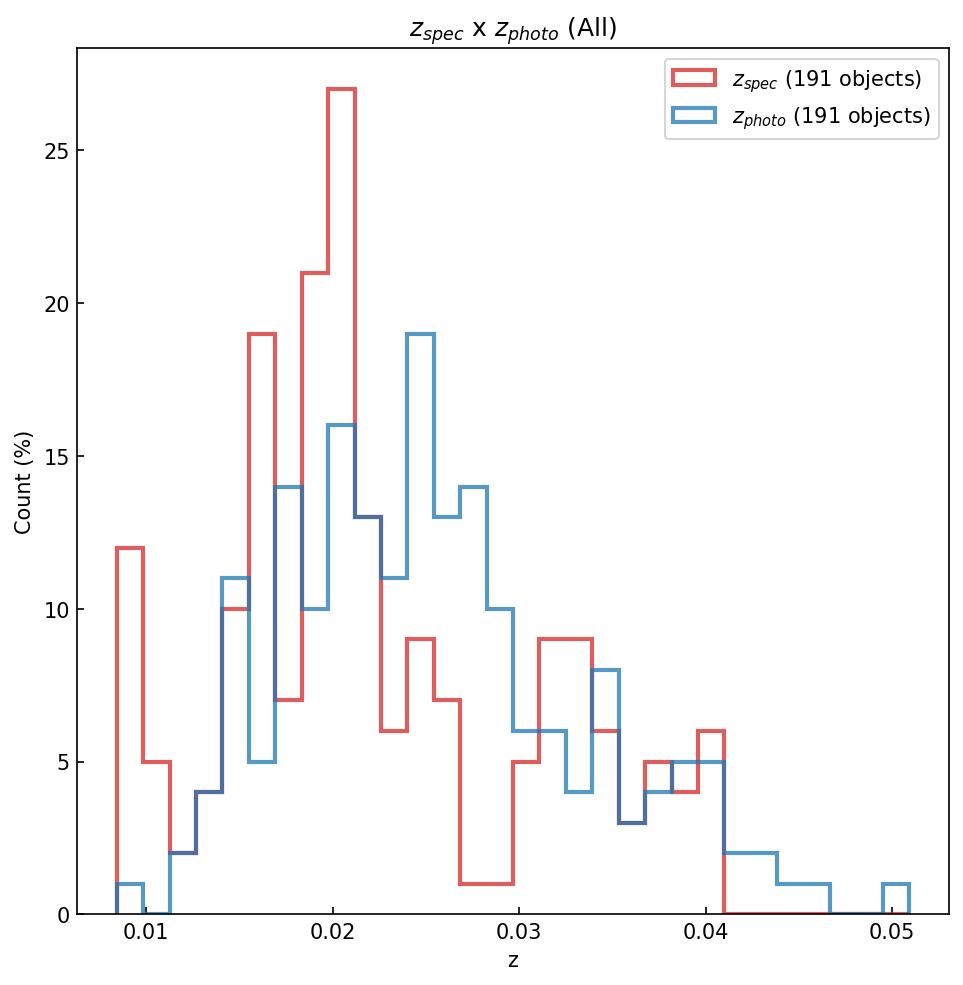 z_spec x z_photo (All)
z_spec (191 objects)
z_photo (191 objects)
Count (%)
25
20
15
10
5
0
0.01 0.02 0.03 0.04 0.05
z